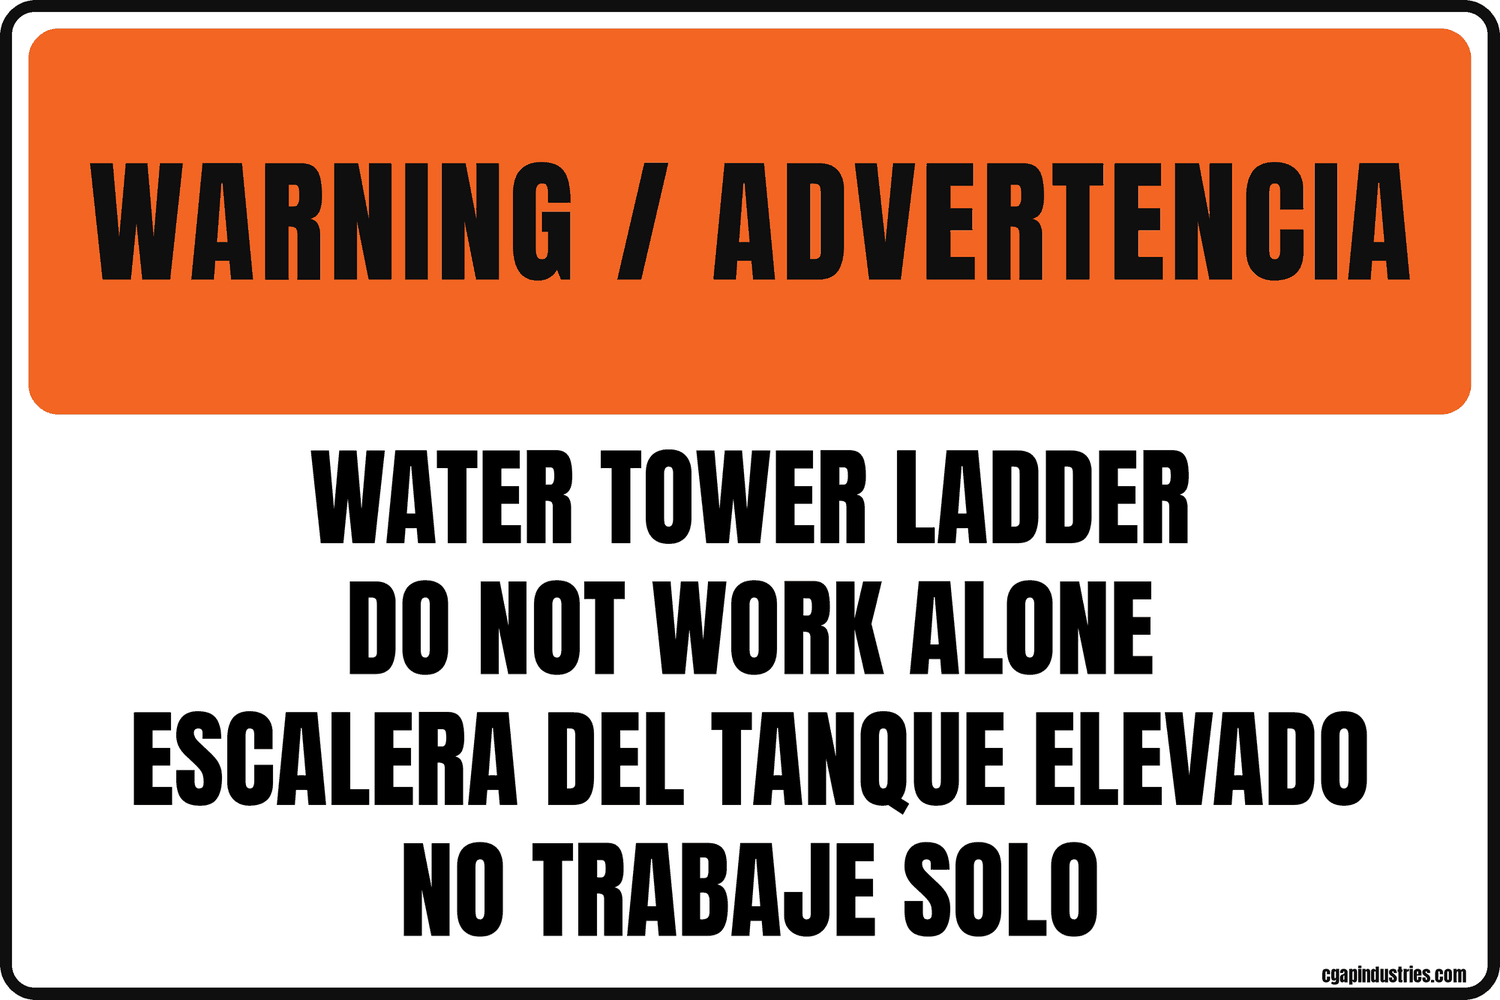 WARNING / ADVERTENCIA
WATER TOWER LADDER
DO NOT WORK ALONE
ESCALERA DEL TANQUE ELEVADO
NO TRABAJE SOLO
cgapindustries.com